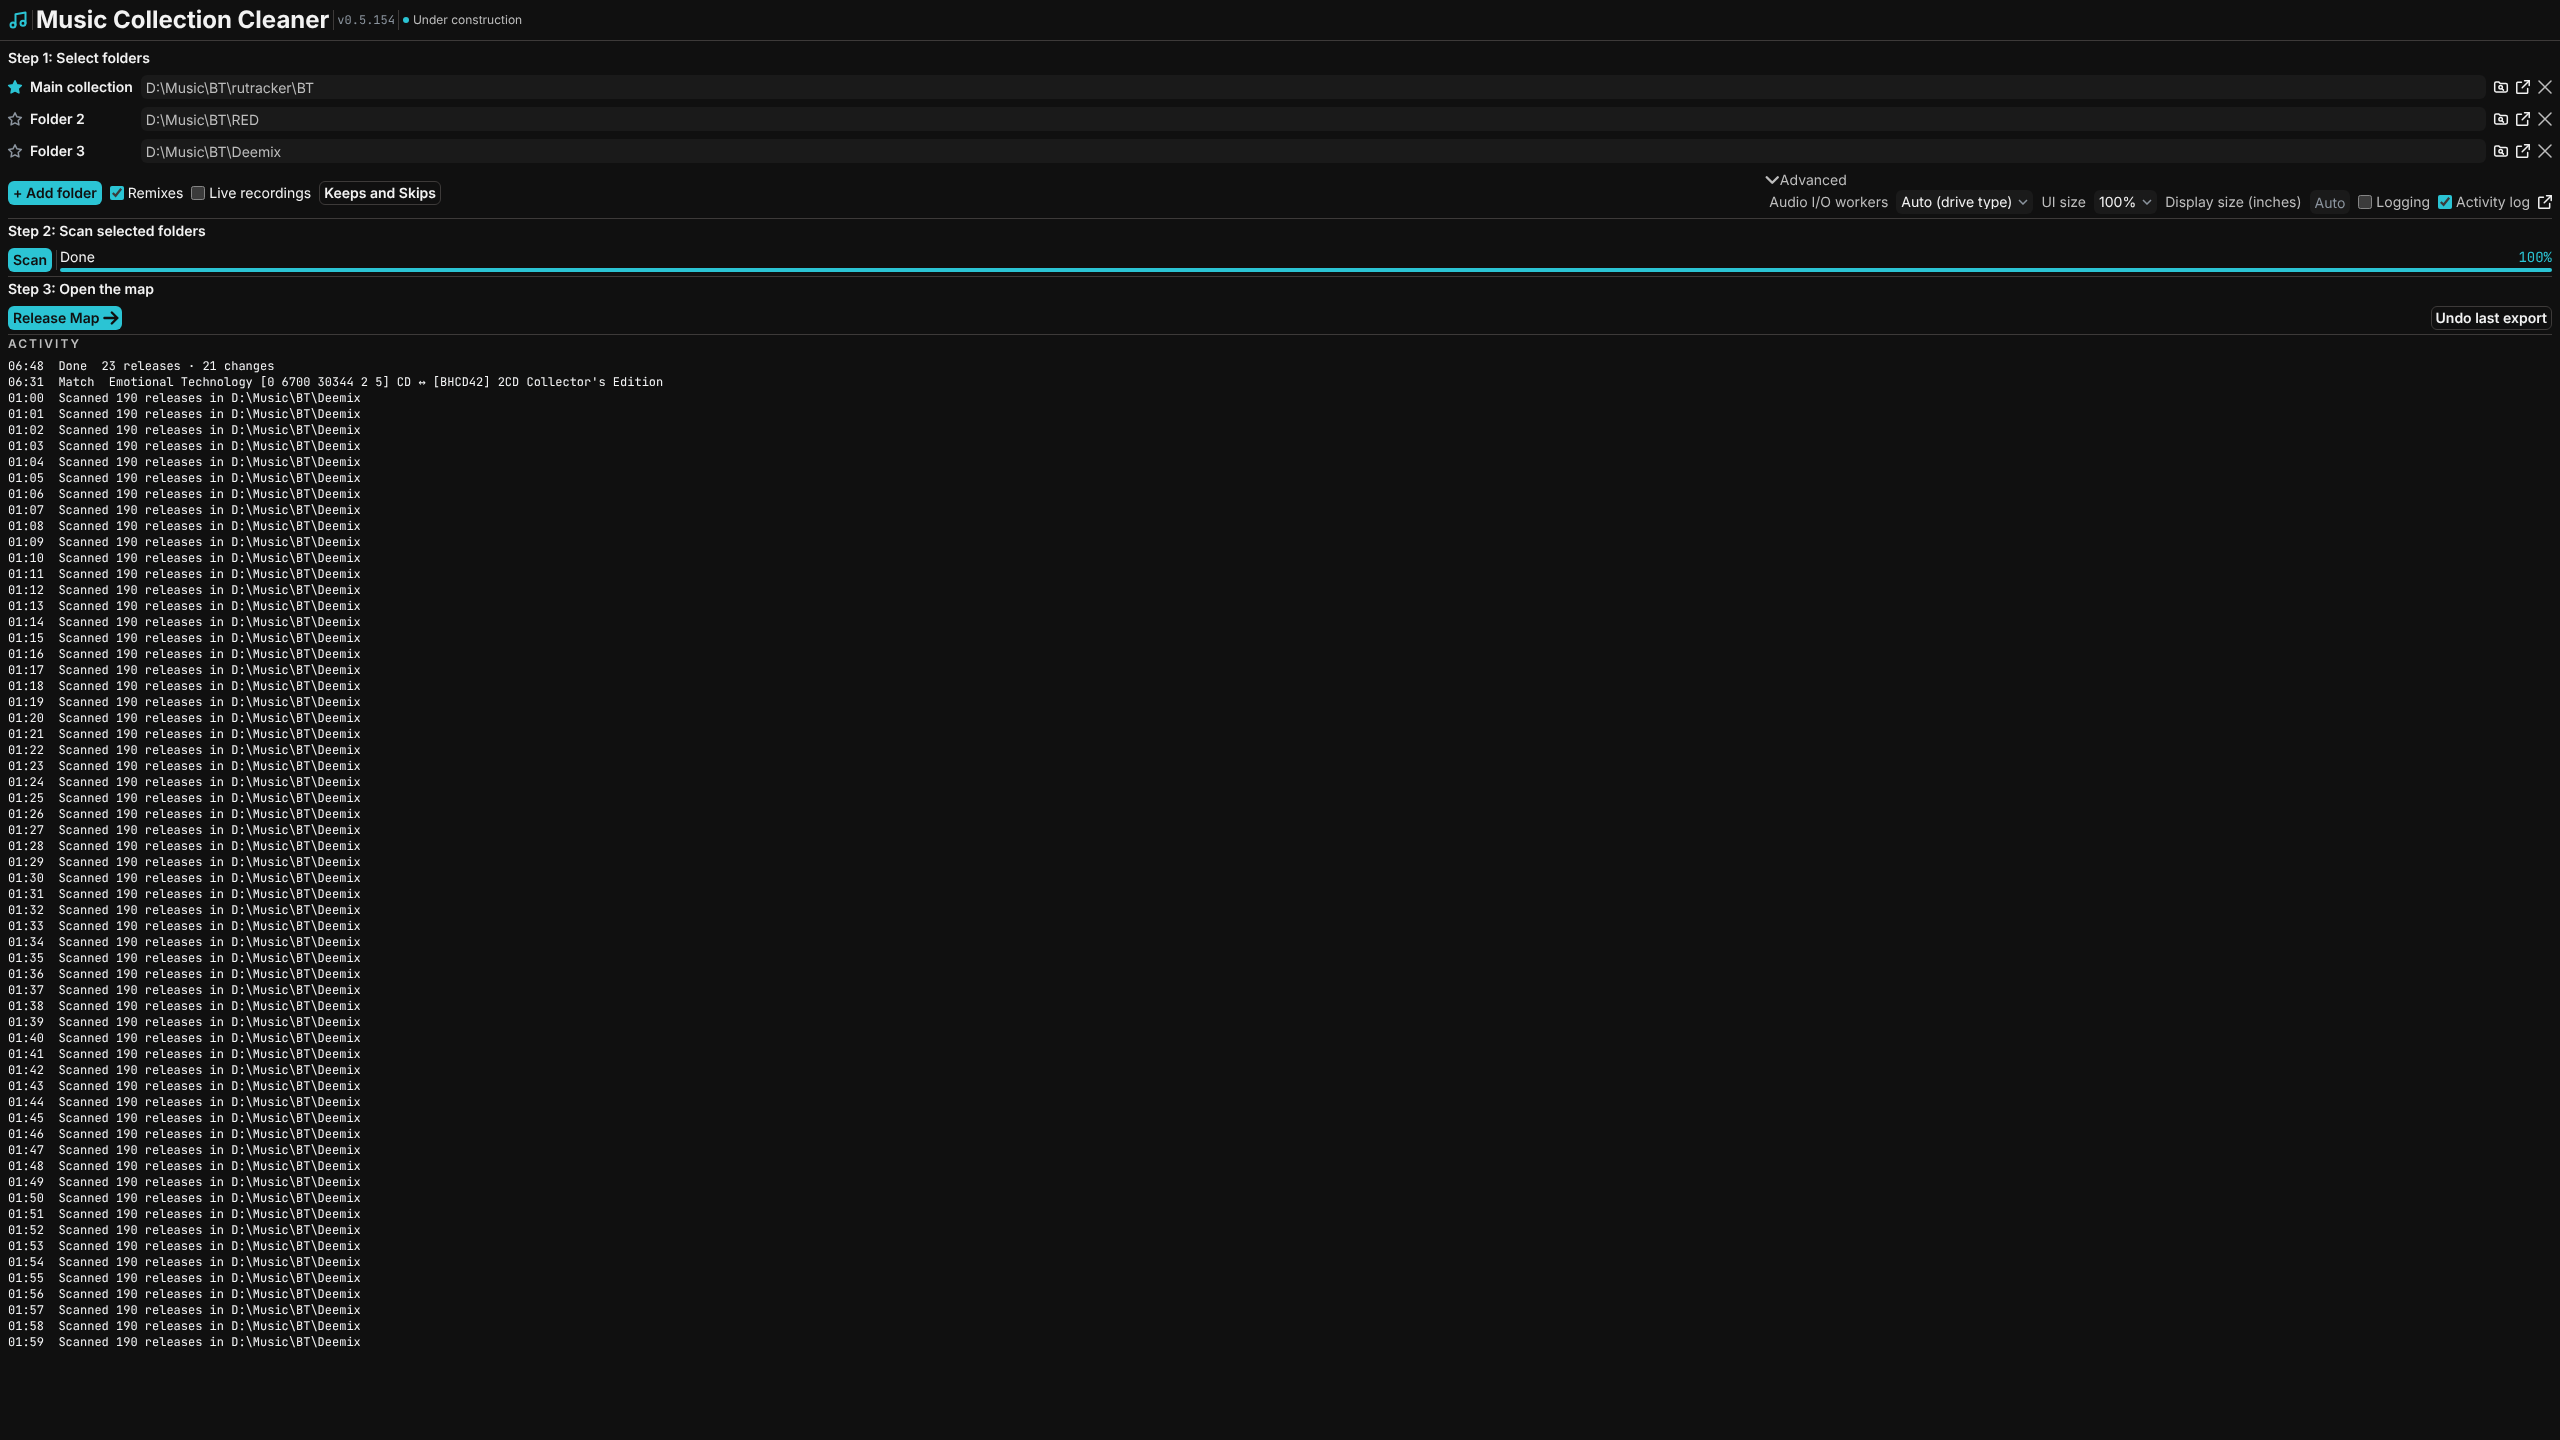 Music Collection Cleaner v0.5.154 Under construction
Step 1: Select folders
Main collection D:\Music\BT\rutracker\BT
Folder 2 D:\Music\BT\RED
Folder 3 D:\Music\BT\Deemix
+ Add folder Remixes Live recordings Keeps and Skips
Advanced
Audio I/O workers Auto (drive type) UI size 100% Display size (inches) Auto Logging Activity log
Step 2: Scan selected folders
Scan Done 100%
Step 3: Open the map
Release Map Undo last export
ACTIVITY
06:48 Done 23 releases · 21 changes
06:31 Match Emotional Technology [0 6700 30344 2 5] CD ↔ [BHCD42] 2CD Collector's Edition
01:00 Scanned 190 releases in D:\Music\BT\Deemix
01:01 Scanned 190 releases in D:\Music\BT\Deemix
01:02 Scanned 190 releases in D:\Music\BT\Deemix
01:03 Scanned 190 releases in D:\Music\BT\Deemix
01:04 Scanned 190 releases in D:\Music\BT\Deemix
01:05 Scanned 190 releases in D:\Music\BT\Deemix
01:06 Scanned 190 releases in D:\Music\BT\Deemix
01:07 Scanned 190 releases in D:\Music\BT\Deemix
01:08 Scanned 190 releases in D:\Music\BT\Deemix
01:09 Scanned 190 releases in D:\Music\BT\Deemix
01:10 Scanned 190 releases in D:\Music\BT\Deemix
01:11 Scanned 190 releases in D:\Music\BT\Deemix
01:12 Scanned 190 releases in D:\Music\BT\Deemix
01:13 Scanned 190 releases in D:\Music\BT\Deemix
01:14 Scanned 190 releases in D:\Music\BT\Deemix
01:15 Scanned 190 releases in D:\Music\BT\Deemix
01:16 Scanned 190 releases in D:\Music\BT\Deemix
01:17 Scanned 190 releases in D:\Music\BT\Deemix
01:18 Scanned 190 releases in D:\Music\BT\Deemix
01:19 Scanned 190 releases in D:\Music\BT\Deemix
01:20 Scanned 190 releases in D:\Music\BT\Deemix
01:21 Scanned 190 releases in D:\Music\BT\Deemix
01:22 Scanned 190 releases in D:\Music\BT\Deemix
01:23 Scanned 190 releases in D:\Music\BT\Deemix
01:24 Scanned 190 releases in D:\Music\BT\Deemix
01:25 Scanned 190 releases in D:\Music\BT\Deemix
01:26 Scanned 190 releases in D:\Music\BT\Deemix
01:27 Scanned 190 releases in D:\Music\BT\Deemix
01:28 Scanned 190 releases in D:\Music\BT\Deemix
01:29 Scanned 190 releases in D:\Music\BT\Deemix
01:30 Scanned 190 releases in D:\Music\BT\Deemix
01:31 Scanned 190 releases in D:\Music\BT\Deemix
01:32 Scanned 190 releases in D:\Music\BT\Deemix
01:33 Scanned 190 releases in D:\Music\BT\Deemix
01:34 Scanned 190 releases in D:\Music\BT\Deemix
01:35 Scanned 190 releases in D:\Music\BT\Deemix
01:36 Scanned 190 releases in D:\Music\BT\Deemix
01:37 Scanned 190 releases in D:\Music\BT\Deemix
01:38 Scanned 190 releases in D:\Music\BT\Deemix
01:39 Scanned 190 releases in D:\Music\BT\Deemix
01:40 Scanned 190 releases in D:\Music\BT\Deemix
01:41 Scanned 190 releases in D:\Music\BT\Deemix
01:42 Scanned 190 releases in D:\Music\BT\Deemix
01:43 Scanned 190 releases in D:\Music\BT\Deemix
01:44 Scanned 190 releases in D:\Music\BT\Deemix
01:45 Scanned 190 releases in D:\Music\BT\Deemix
01:46 Scanned 190 releases in D:\Music\BT\Deemix
01:47 Scanned 190 releases in D:\Music\BT\Deemix
01:48 Scanned 190 releases in D:\Music\BT\Deemix
01:49 Scanned 190 releases in D:\Music\BT\Deemix
01:50 Scanned 190 releases in D:\Music\BT\Deemix
01:51 Scanned 190 releases in D:\Music\BT\Deemix
01:52 Scanned 190 releases in D:\Music\BT\Deemix
01:53 Scanned 190 releases in D:\Music\BT\Deemix
01:54 Scanned 190 releases in D:\Music\BT\Deemix
01:55 Scanned 190 releases in D:\Music\BT\Deemix
01:56 Scanned 190 releases in D:\Music\BT\Deemix
01:57 Scanned 190 releases in D:\Music\BT\Deemix
01:58 Scanned 190 releases in D:\Music\BT\Deemix
01:59 Scanned 190 releases in D:\Music\BT\Deemix